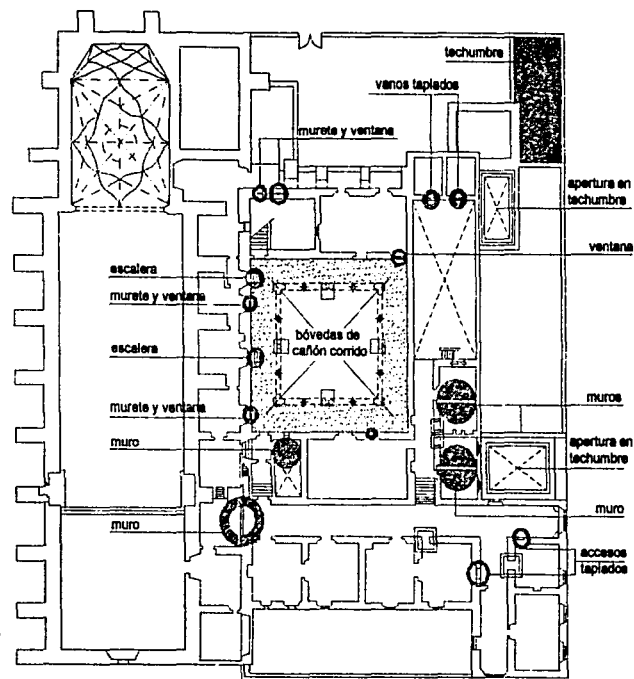 techumbre
vanos tapiados
murete y ventana
apertura en
techumbre
ventana
escalera
murete y ventana
bóvedas de
cañón corrido
escalera
murete y ventana
muros
muro
apertura en
techumbre
muro
muro
accesos
tapiados